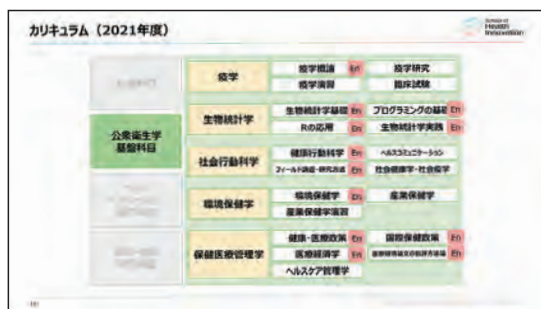 カリキュラム（2021年度）
School of
Health
Innovation
公衆衛生学
基盤科目
疫学
疫学概論 En 疫学研究
疫学演習 臨床試験
生物統計学
生物統計学基礎 En プログラミングの基礎 En
Rの応用 En 生物統計学実践 En
社会行動科学
健康行動科学 En ヘルスコミュニケーション
フィールド調査・研究方法 En 社会健康学・社会疫学
環境保健学
環境保健学 En 産業保健学
産業保健学演習
保健医療管理学
健康・医療政策 En 国際保健政策 En
医療経済学 En En
ヘルスケア管理学